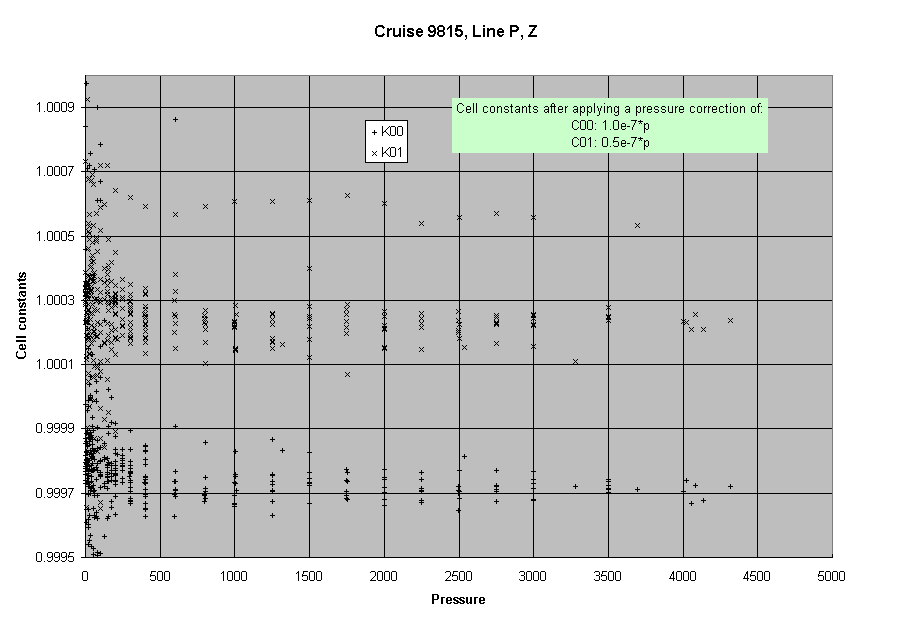 Cruise 9815, Line P, Z
Cell constants after applying a pressure correction of:
C00: 1.0e-7*p
C01: 0.5e-7*p
K00
K01
Cell constants
1.0009
1.0007
1.0005
1.0003
1.0001
0.9999
0.9997
0.9995
0 500 1000 1500 2000 2500 3000 3500 4000 4500 5000
Pressure